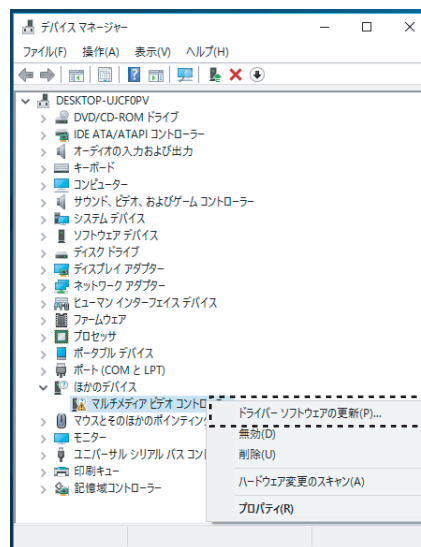 デバイス マネージャー
ファイル(F) 操作(A) 表示(V) ヘルプ(H)
DESKTOP-UJCF0PV
DVD/CD-ROM ドライブ
IDE ATA/ATAPI コントローラー
オーディオの入力および出力
キーボード
コンピューター
サウンド、ビデオ、およびゲーム コントローラー
システム デバイス
ソフトウェア デバイス
ディスク ドライブ
ディスプレイ アダプター
ネットワーク アダプター
ヒューマン インターフェイス デバイス
ファームウェア
プロセッサ
ポータブル デバイス
ポート (COM と LPT)
ほかのデバイス
マルチメディア ビデオ コントロ
マウスとそのほかのポインティング
モニター
ユニバーサル シリアル バス コン
印刷キュー
記憶域コントローラー
ドライバー ソフトウェアの更新(P)...
無効(D)
削除(U)
ハードウェア変更のスキャン(A)
プロパティ(R)